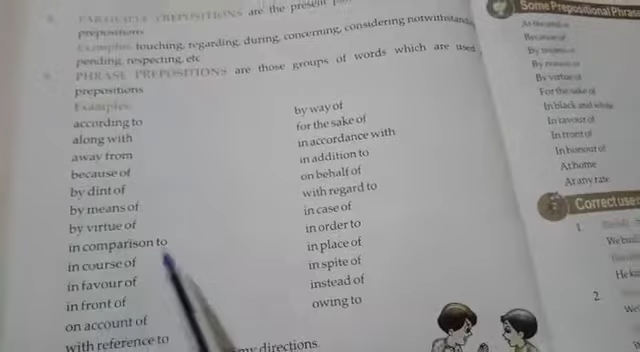 PARTICIPLE PREPOSITIONS are the present
prepositions
Examples: touching, regarding, during, concerning, considering notwithstanding
pending, respecting, etc
PHRASE PREPOSITIONS are those groups of words which are used
prepositions
Examples
according to
along with
away from
because of
by dint of
by means of
by virtue of
in comparison to
in course of
in favour of
in front of
on account of
with reference to
by way of
for the sake of
in accordance with
in addition to
on behalf of
with regard to
in case of
in order to
in place of
in spite of
instead of
owing to
directions.
Some Prepositional Phrase
Because of
By means of
By reason of
By virtue of
For the sake of
In black and white
In favour of
In front of
In honour of
At home
At any rate
Correct use
1.
We
He
2.
We